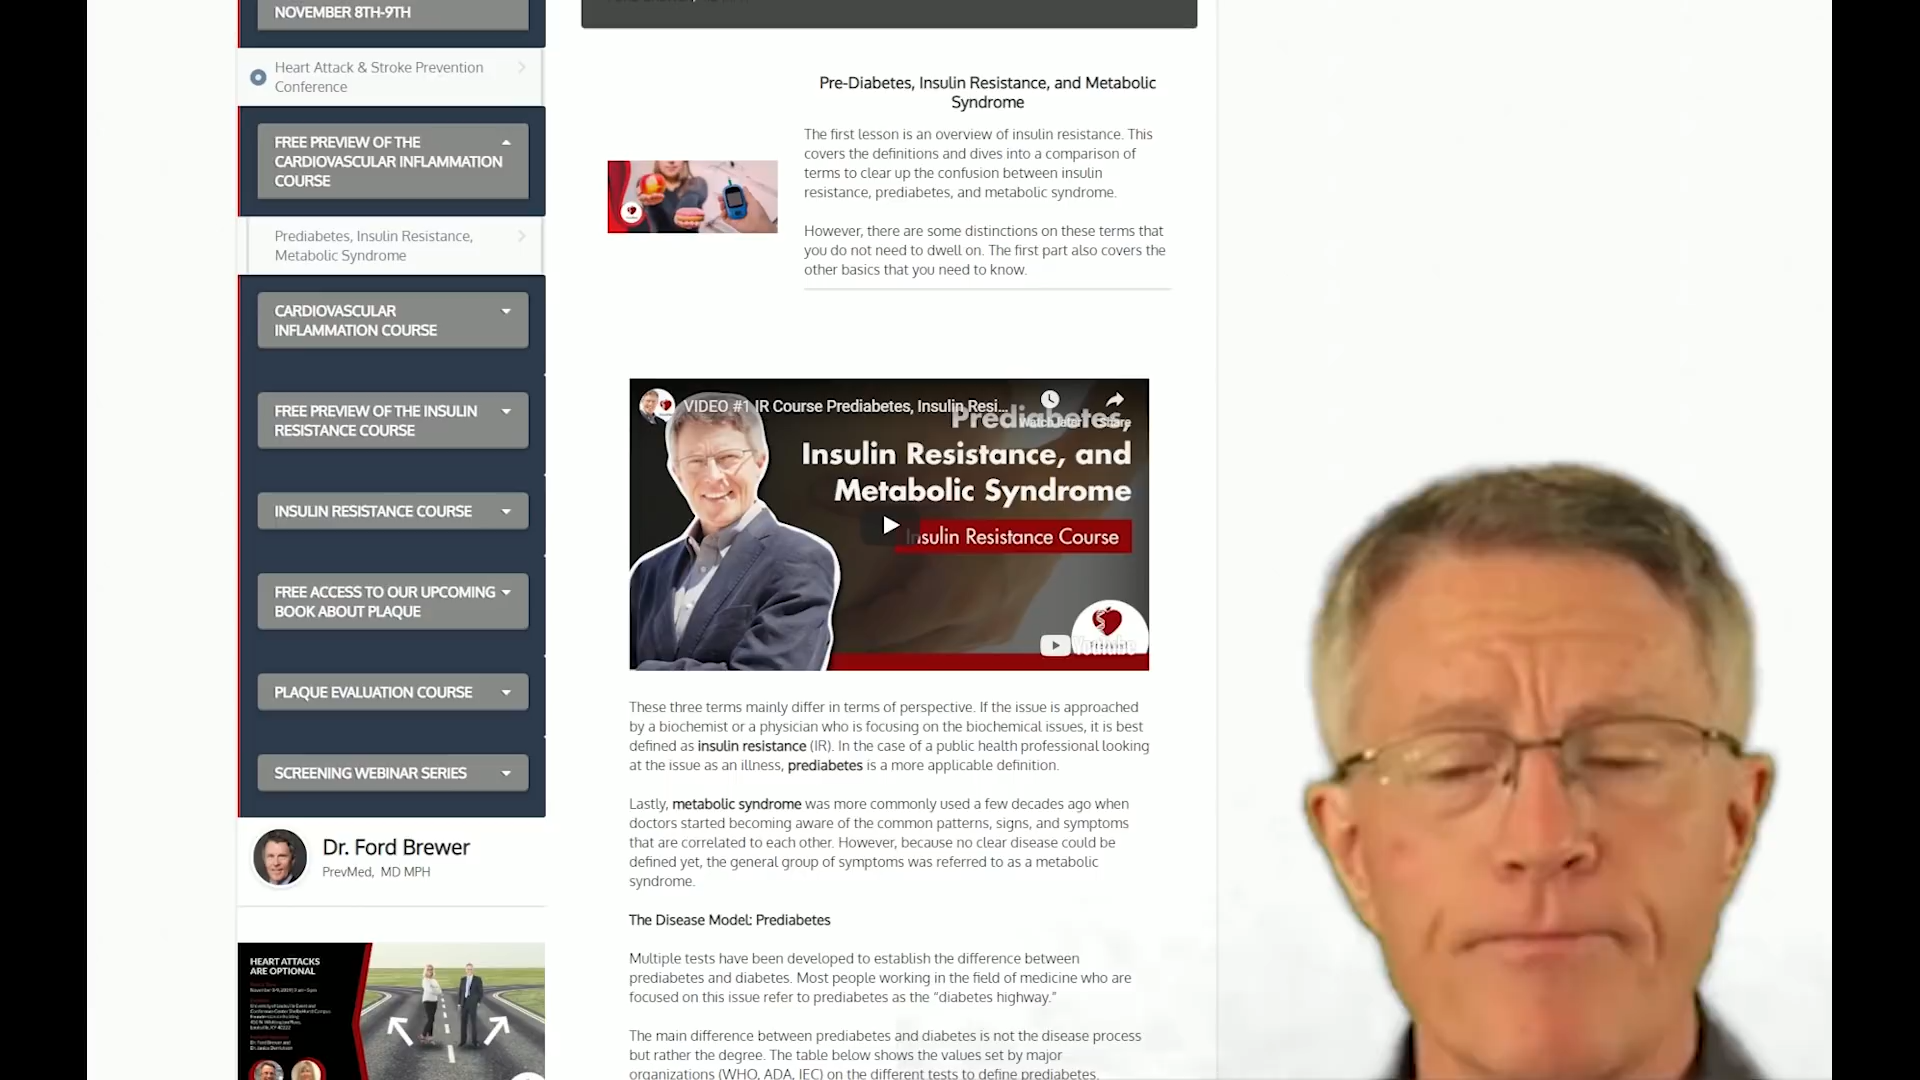 NOVEMBER 8TH-9TH
Heart Attack & Stroke Prevention
Conference
FREE PREVIEW OF THE
CARDIOVASCULAR INFLAMMATION
COURSE
Prediabetes, Insulin Resistance,
Metabolic Syndrome
CARDIOVASCULAR
INFLAMMATION COURSE
FREE PREVIEW OF THE INSULIN
RESISTANCE COURSE
INSULIN RESISTANCE COURSE
FREE ACCESS TO OUR UPCOMING
BOOK ABOUT PLAQUE
PLAQUE EVALUATION COURSE
SCREENING WEBINAR SERIES
Dr. Ford Brewer
PrevMed, MD MPH
HEART ATTACKS
ARE OPTIONAL
Pre-Diabetes, Insulin Resistance, and Metabolic
Syndrome
The first lesson is an overview of insulin resistance. This
covers the definitions and dives into a comparison of
terms to clear up the confusion between insulin
resistance, prediabetes, and metabolic syndrome.
However, there are some distinctions on these terms that
you do not need to dwell on. The first part also covers the
other basics that you need to know.
VIDEO #1 IR Course Prediabetes, Insulin Resi...
Watch later Share
Prediabetes,
Insulin Resistance, and
Metabolic Syndrome
Insulin Resistance Course
YouTube
These three terms mainly differ in terms of perspective. If the issue is approached
by a biochemist or a physician who is focusing on the biochemical issues, it is best
defined as insulin resistance (IR). In the case of a public health professional looking
at the issue as an illness, prediabetes is a more applicable definition.
Lastly, metabolic syndrome was more commonly used a few decades ago when
doctors started becoming aware of the common patterns, signs, and symptoms
that are correlated to each other. However, because no clear disease could be
defined yet, the general group of symptoms was referred to as a metabolic
syndrome.
The Disease Model: Prediabetes
Multiple tests have been developed to establish the difference between
prediabetes and diabetes. Most people working in the field of medicine who are
focused on this issue refer to prediabetes as the “diabetes highway.”
The main difference between prediabetes and diabetes is not the disease process
but rather the degree. The table below shows the values set by major
organizations (WHO, ADA, IEC) on the different tests to define prediabetes.